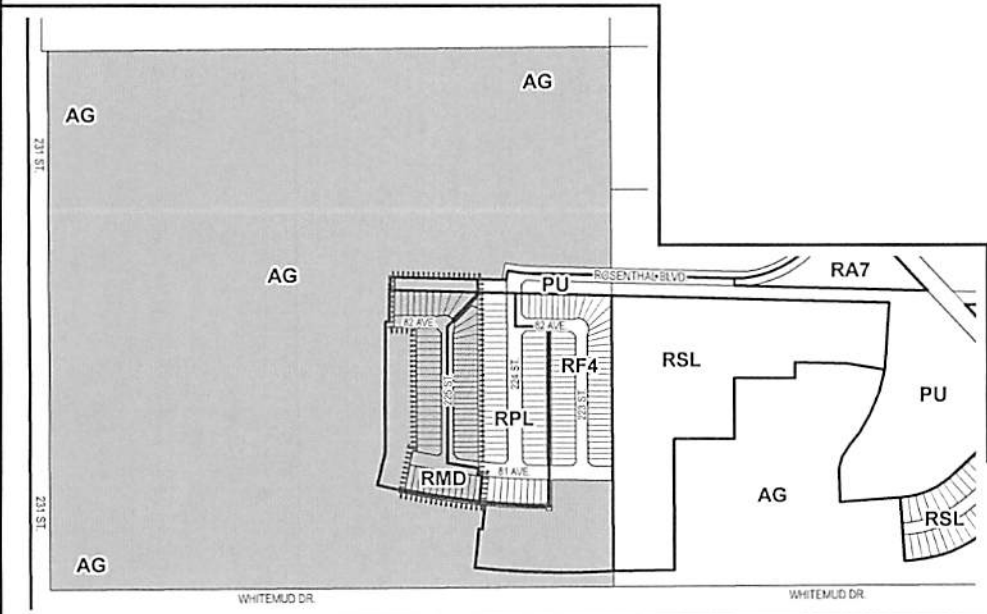 AG
AG
231 ST.
AG
ROSENTHAL BLVD.
RA7
PU
82 AVE.
82 AVE.
RF4
RSL
224 ST.
225 ST.
223 ST.
PU
RPL
81 AVE.
RMD
AG
231 ST.
RSL
AG
WHITEMUD DR.
WHITEMUD DR.